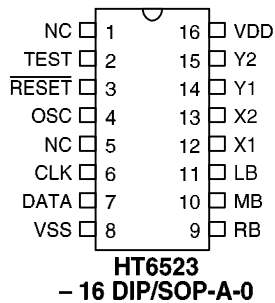 NC 1 16 VDD
TEST 2 15 Y2
RESET 3 14 Y1
OSC 4 13 X2
NC 5 12 X1
CLK 6 11 LB
DATA 7 10 MB
VSS 8 9 RB
HT6523
– 16 DIP/SOP-A-0